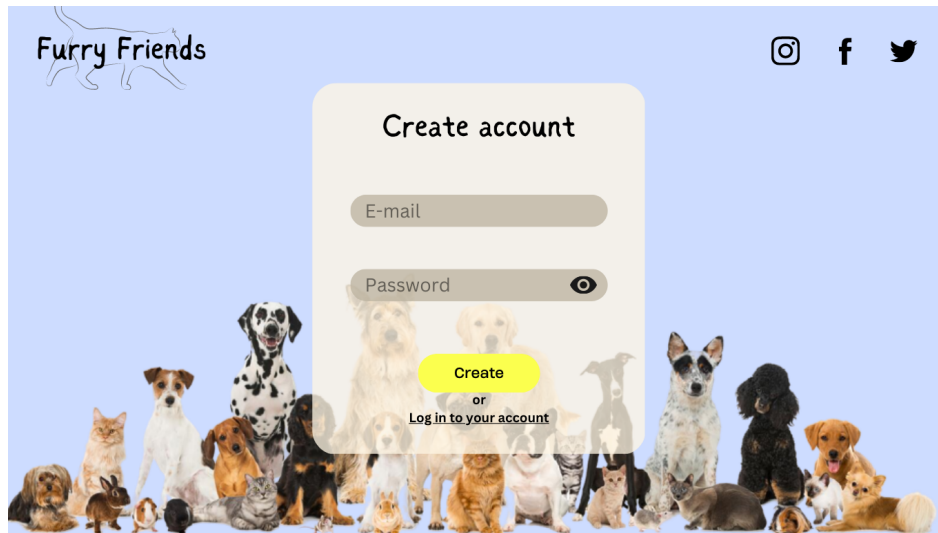 Furry Friends
Create account
E-mail
Password
Create
or
Log in to your account